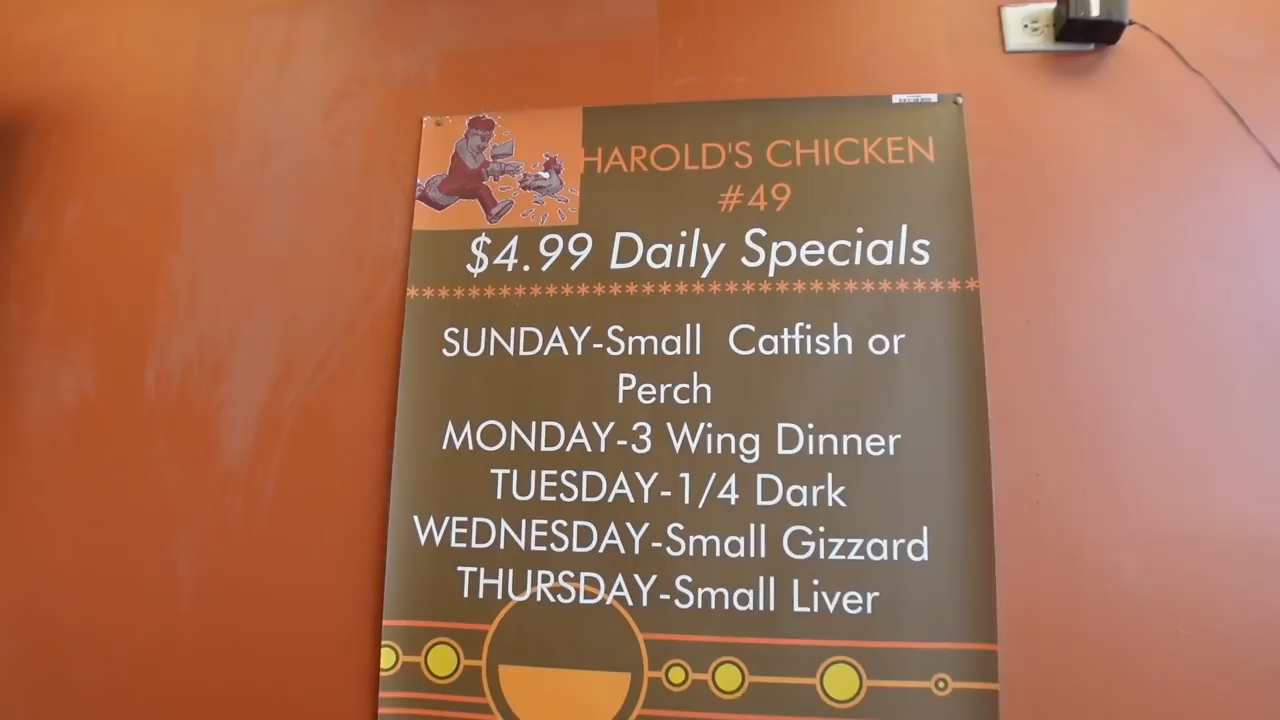 HAROLD'S CHICKEN
#49
$4.99 Daily Specials
******************************************
SUNDAY-Small Catfish or
Perch
MONDAY-3 Wing Dinner
TUESDAY-1/4 Dark
WEDNESDAY-Small Gizzard
THURSDAY-Small Liver